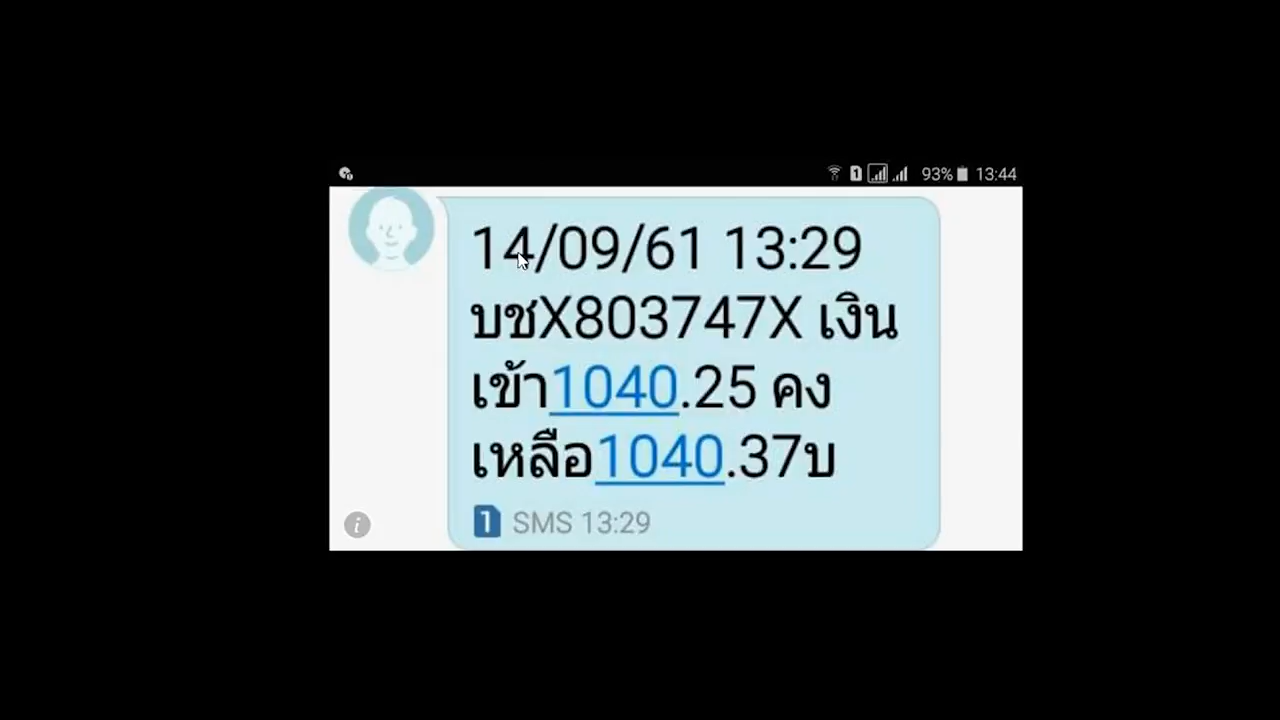 93% 13:44
14/09/61 13:29
บชX803747X เงิน
เข้า1040.25 คง
เหลือ1040.37บ
1 SMS 13:29